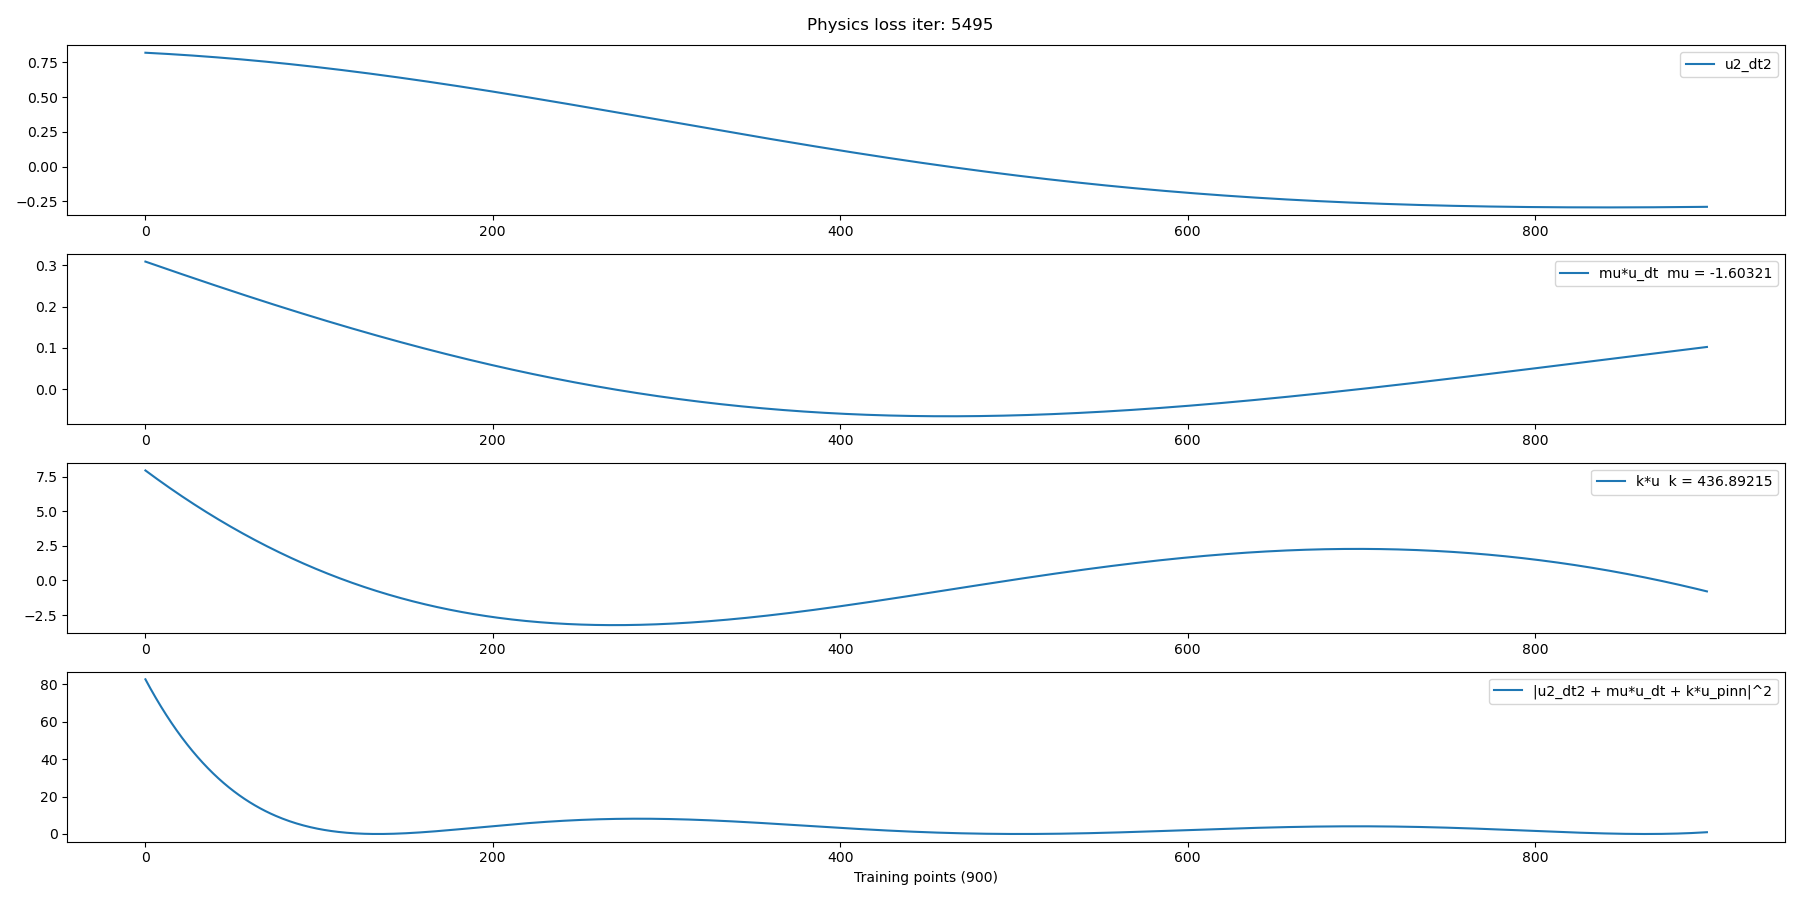 Physics loss iter: 5495
u2_dt2
0.75
0.50
0.25
0.00
−0.25
0 200 400 600 800
mu*u_dt  mu = -1.60321
0.3
0.2
0.1
0.0
0 200 400 600 800
k*u  k = 436.89215
7.5
5.0
2.5
0.0
−2.5
0 200 400 600 800
|u2_dt2 + mu*u_dt + k*u_pinn|^2
80
60
40
20
0
0 200 400 600 800
Training points (900)